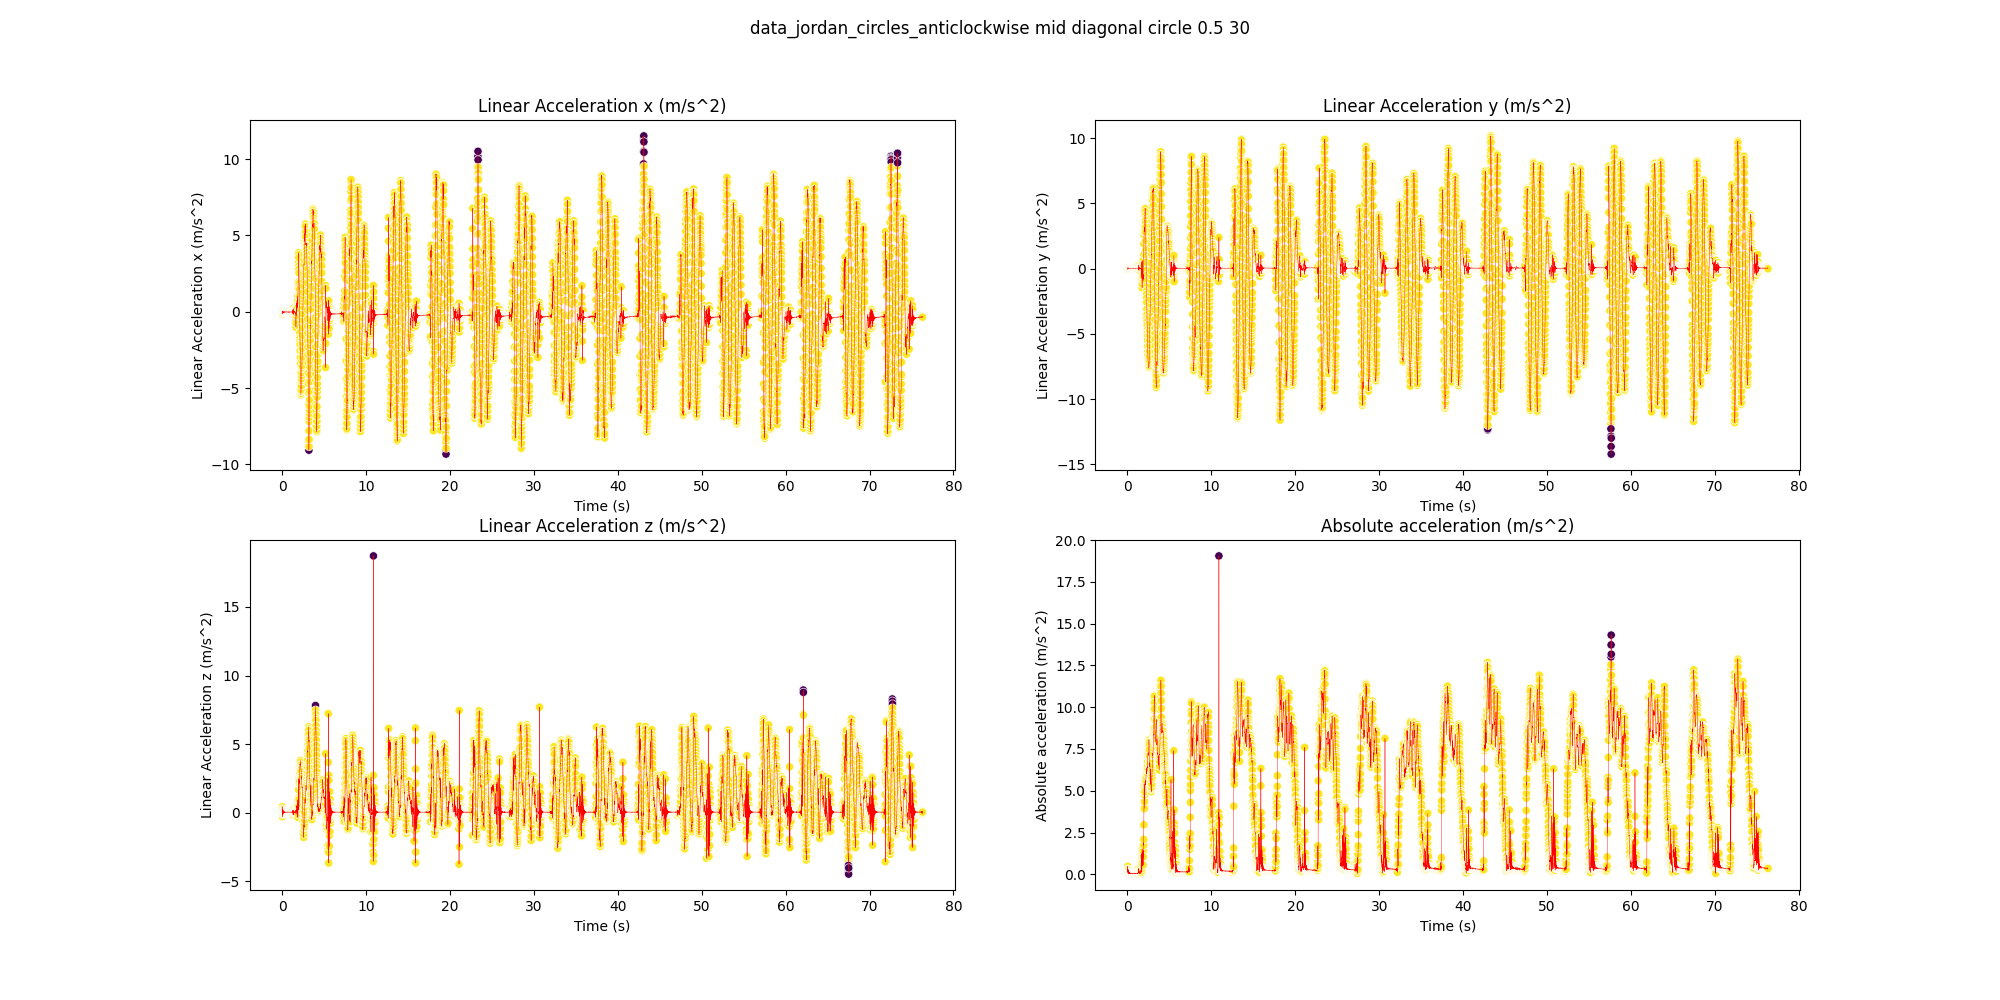 data_jordan_circles_anticlockwise mid diagonal circle 0.5 30
Linear Acceleration x (m/s^2)
Linear Acceleration x (m/s^2)
10
5
0
−5
−10
0 10 20 30 40 50 60 70 80
Time (s)
Linear Acceleration y (m/s^2)
Linear Acceleration y (m/s^2)
10
5
0
−5
−10
−15
0 10 20 30 40 50 60 70 80
Time (s)
Linear Acceleration z (m/s^2)
Linear Acceleration z (m/s^2)
15
10
5
0
−5
0 10 20 30 40 50 60 70 80
Time (s)
Absolute acceleration (m/s^2)
Absolute acceleration (m/s^2)
20.0
17.5
15.0
12.5
10.0
7.5
5.0
2.5
0.0
0 10 20 30 40 50 60 70 80
Time (s)